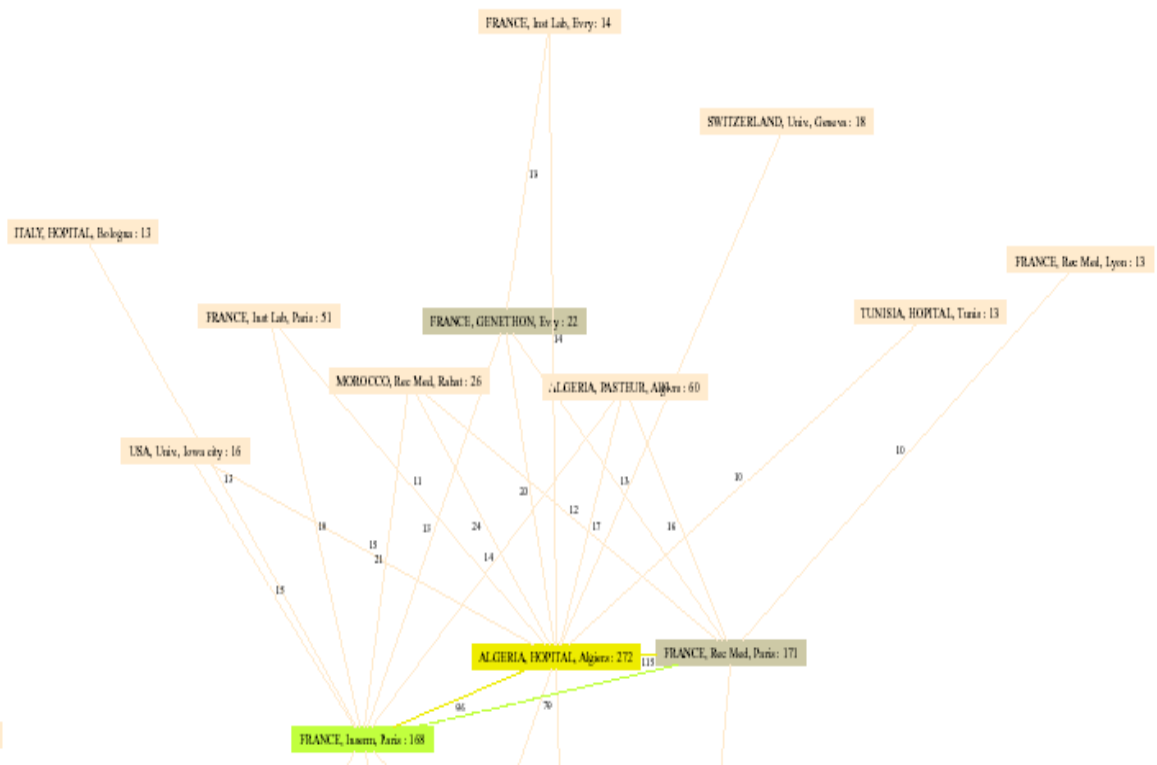 FRANCE, Inst Lab, Evry : 14
SWITZERLAND, Univ., Geneva : 18
13
ITALY, HOPITAL, Bologna : 13
FRANCE, Rec Med, Lyon : 13
FRANCE, Inst Lab, Paris : 51
FRANCE, GENETHON, Evry : 22
TUNISIA, HOPITAL, Tunis : 13
14
MOROCCO, Rec Med, Rabat : 26
ALGERIA, PASTEUR, Algiers : 60
USA, Univ., Iowa city : 16
10
13
11
20
13
10
12
18
13
24
17
16
15
21
14
15
ALGERIA, HOPITAL, Algiers : 272
FRANCE, Rec Med, Paris : 171
115
96
79
FRANCE, Inserm, Paris : 168